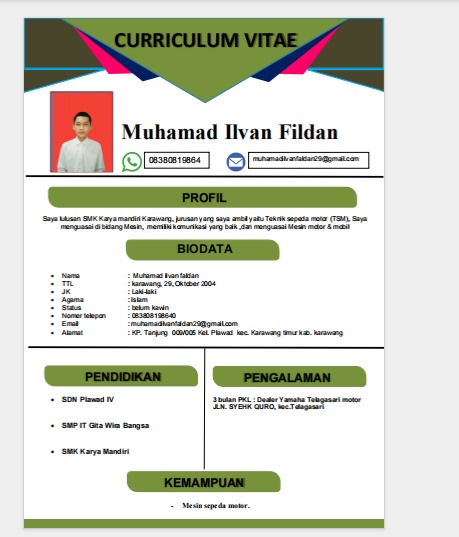 CURRICULUM VITAE
Muhamad Ilvan Fildan
08380819864
muhamadilvanfaldan29@gmail.com
PROFIL
Saya lulusan SMK Karya mandiri Karawang, jurusan yang saya ambil yaitu Teknik sepeda motor (TSM), Saya
menguasai di bidang Mesin, memiliki komunikasi yang baik ,dan menguasai Mesin motor & mobil
BIODATA
• Nama : Muhamad ilvan faldan
• TTL : karawang, 29, Oktober 2004
• JK : Laki-laki
• Agama : Islam
• Status : belum kawin
• Nomer telepon : 083808198640
• Email : muhamadilvanfaldan29@gmail.com
• Alamat : KP. Tanjung 009/005 Kel. Plawad kec. Karawang timur kab. karawang
PENDIDIKAN
• SDN Plawad IV
• SMP IT Gita Wira Bangsa
• SMK Karya Mandiri
PENGALAMAN
3 bulan PKL : Dealer Yamaha Telagasari motor
JLN. SYEHK QURO, kec.Telagasari
KEMAMPUAN
- Mesin sepeda motor.